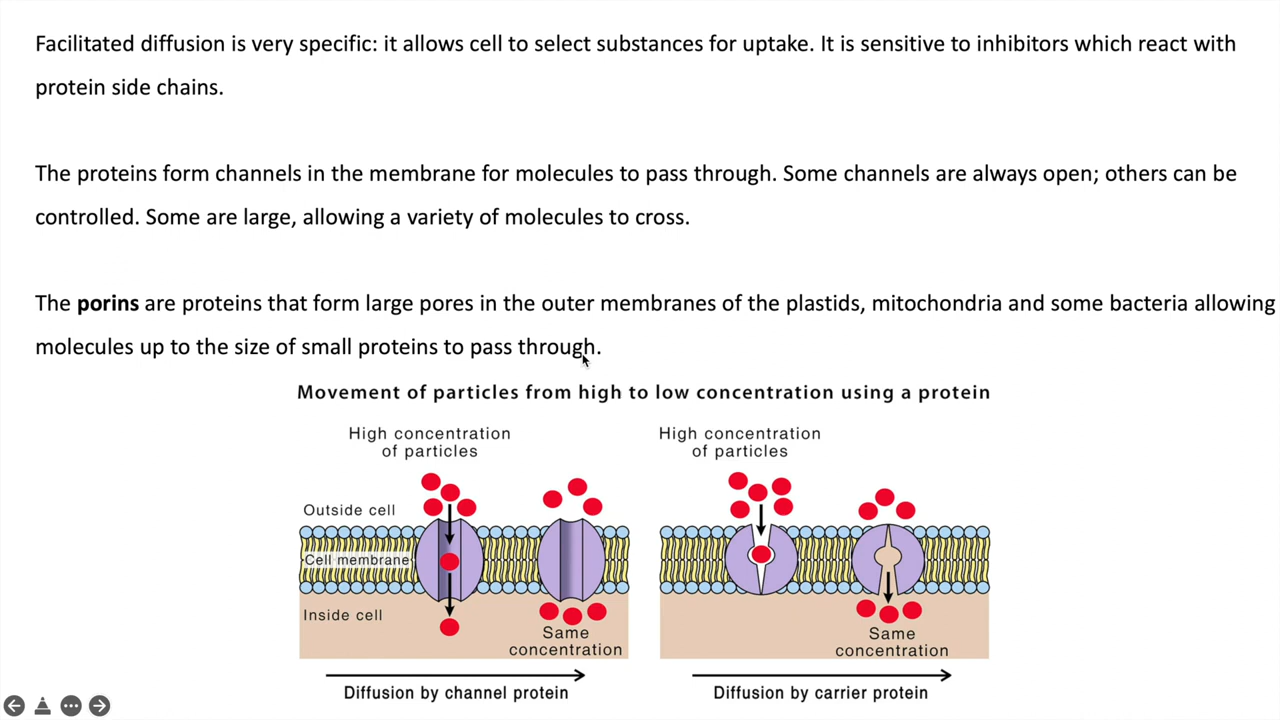 Facilitated diffusion is very specific: it allows cell to select substances for uptake. It is sensitive to inhibitors which react with
protein side chains.
The proteins form channels in the membrane for molecules to pass through. Some channels are always open; others can be
controlled. Some are large, allowing a variety of molecules to cross.
The porins are proteins that form large pores in the outer membranes of the plastids, mitochondria and some bacteria allowing
molecules up to the size of small proteins to pass through.
Movement of particles from high to low concentration using a protein
High concentration
of particles
Outside cell
Cell membrane
Inside cell
Same
concentration
Diffusion by channel protein
High concentration
of particles
Same
concentration
Diffusion by carrier protein